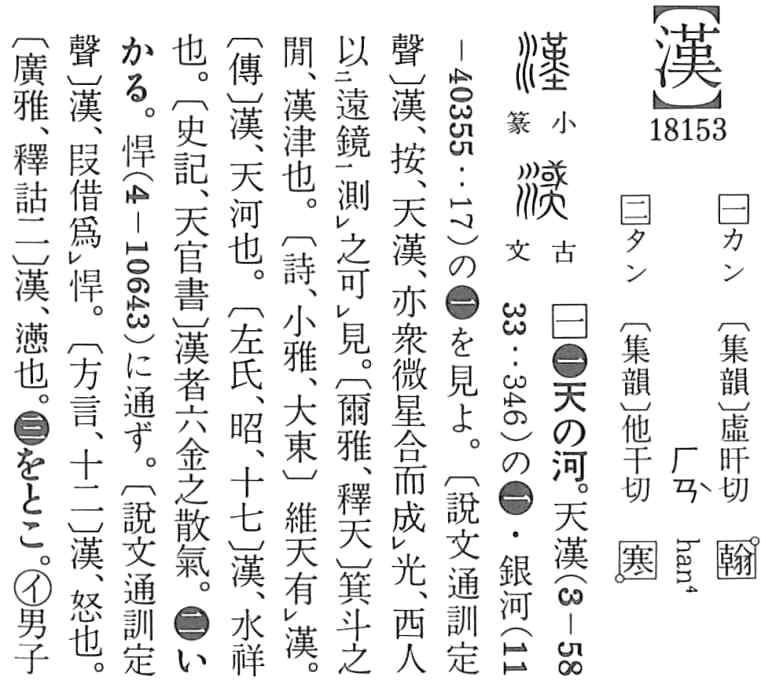 【漢】
18153
一カン 〔集韻〕虛旰切 翰
ㄏㄢˋ han⁴
二タン 〔集韻〕他干切 寒
小篆
古文
一 ❶天の河。天漢(3-58
33‥346)の❶・銀河(11
-40355‥17)の❶を見よ。〔說文通訓定
聲〕漢、按、天漢、亦衆微星合而成㆑光、西人
以㆓遠鏡㆒測㆑之可㆑見。〔爾雅、釋天〕箕斗之
閒、漢津也。〔詩、小雅、大東〕維天有㆑漢。
〔傳〕漢、天河也。〔左氏、昭、十七〕漢、水祥
也。〔史記、天官書〕漢者六金之散氣。❷い
かる。悍(4-10643)に通ず。〔說文通訓定
聲〕漢、叚借爲㆑悍。〔方言、十二〕漢、怒也。
〔廣雅、釋詁二〕漢、懣也。❸をとこ。㋑男子